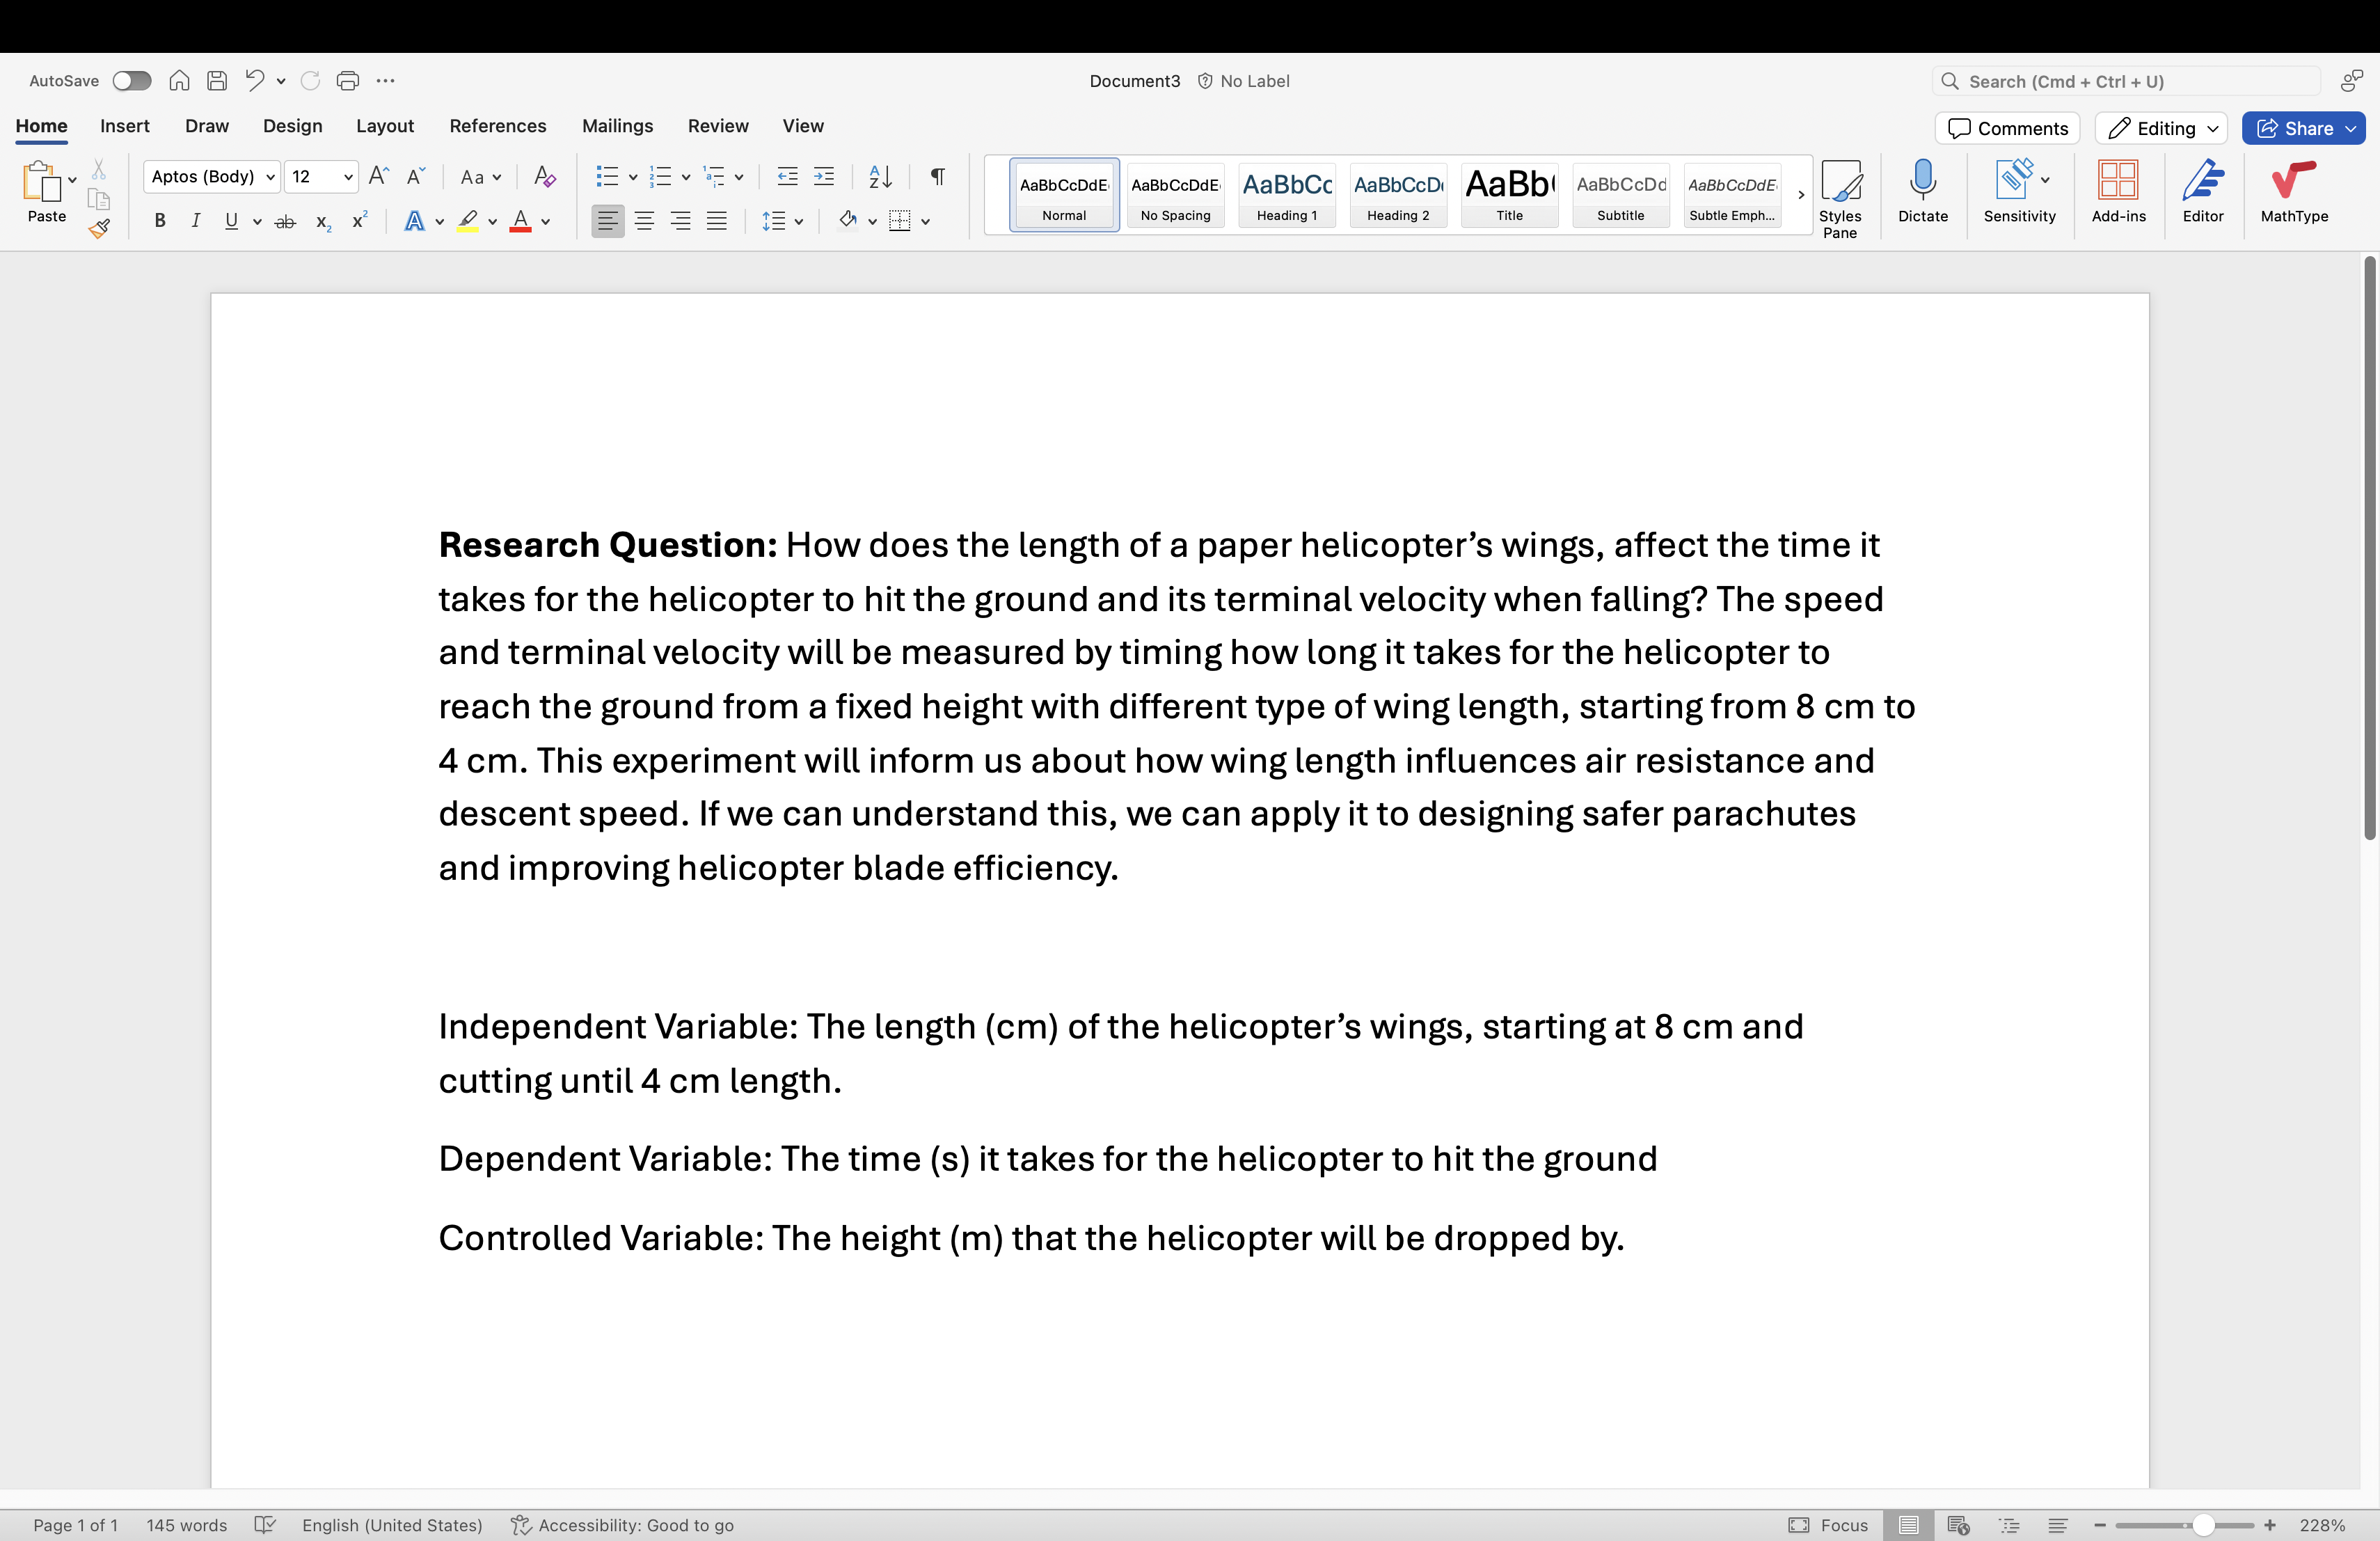 AutoSave
Document3 No Label
Search (Cmd + Ctrl + U)
Home Insert Draw Design Layout References Mailings Review View
Comments Editing Share
Paste
Aptos (Body) 12
AaBbCcDdE Normal
AaBbCcDdE No Spacing
AaBbCc Heading 1
AaBbCcD Heading 2
AaBb Title
AaBbCcDd Subtitle
AaBbCcDdE Subtle Emph...
Styles Pane
Dictate
Sensitivity
Add-ins
Editor
MathType
Research Question: How does the length of a paper helicopter’s wings, affect the time it
takes for the helicopter to hit the ground and its terminal velocity when falling? The speed
and terminal velocity will be measured by timing how long it takes for the helicopter to
reach the ground from a fixed height with different type of wing length, starting from 8 cm to
4 cm. This experiment will inform us about how wing length influences air resistance and
descent speed. If we can understand this, we can apply it to designing safer parachutes
and improving helicopter blade efficiency.
Independent Variable: The length (cm) of the helicopter’s wings, starting at 8 cm and
cutting until 4 cm length.
Dependent Variable: The time (s) it takes for the helicopter to hit the ground
Controlled Variable: The height (m) that the helicopter will be dropped by.
Page 1 of 1 145 words English (United States) Accessibility: Good to go Focus 228%